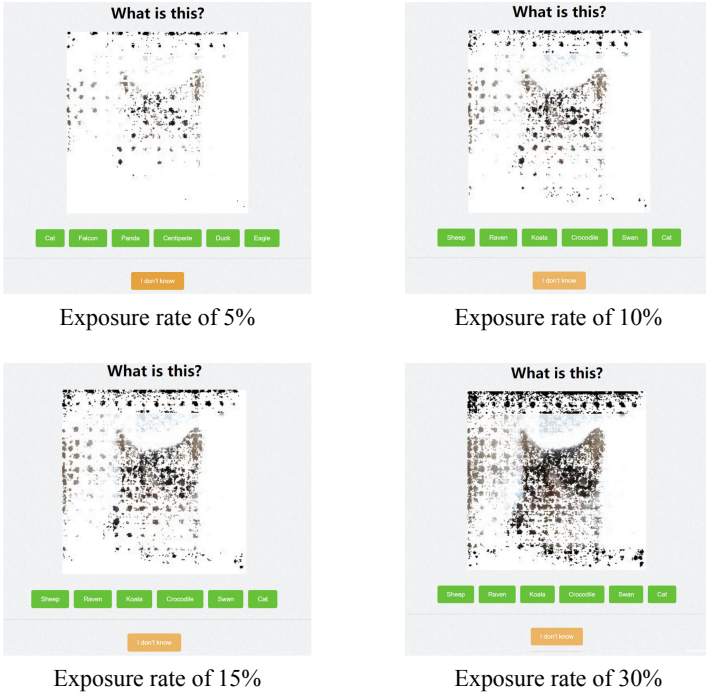 What is this?
Cat Falcon Panda Centipede Duck Eagle
I don't know
Exposure rate of 5%
What is this?
Sheep Raven Koala Crocodile Swan Cat
I don't know
Exposure rate of 10%
What is this?
Sheep Raven Koala Crocodile Swan Cat
I don't know
Exposure rate of 15%
What is this?
Sheep Raven Koala Crocodile Swan Cat
I don't know
Exposure rate of 30%